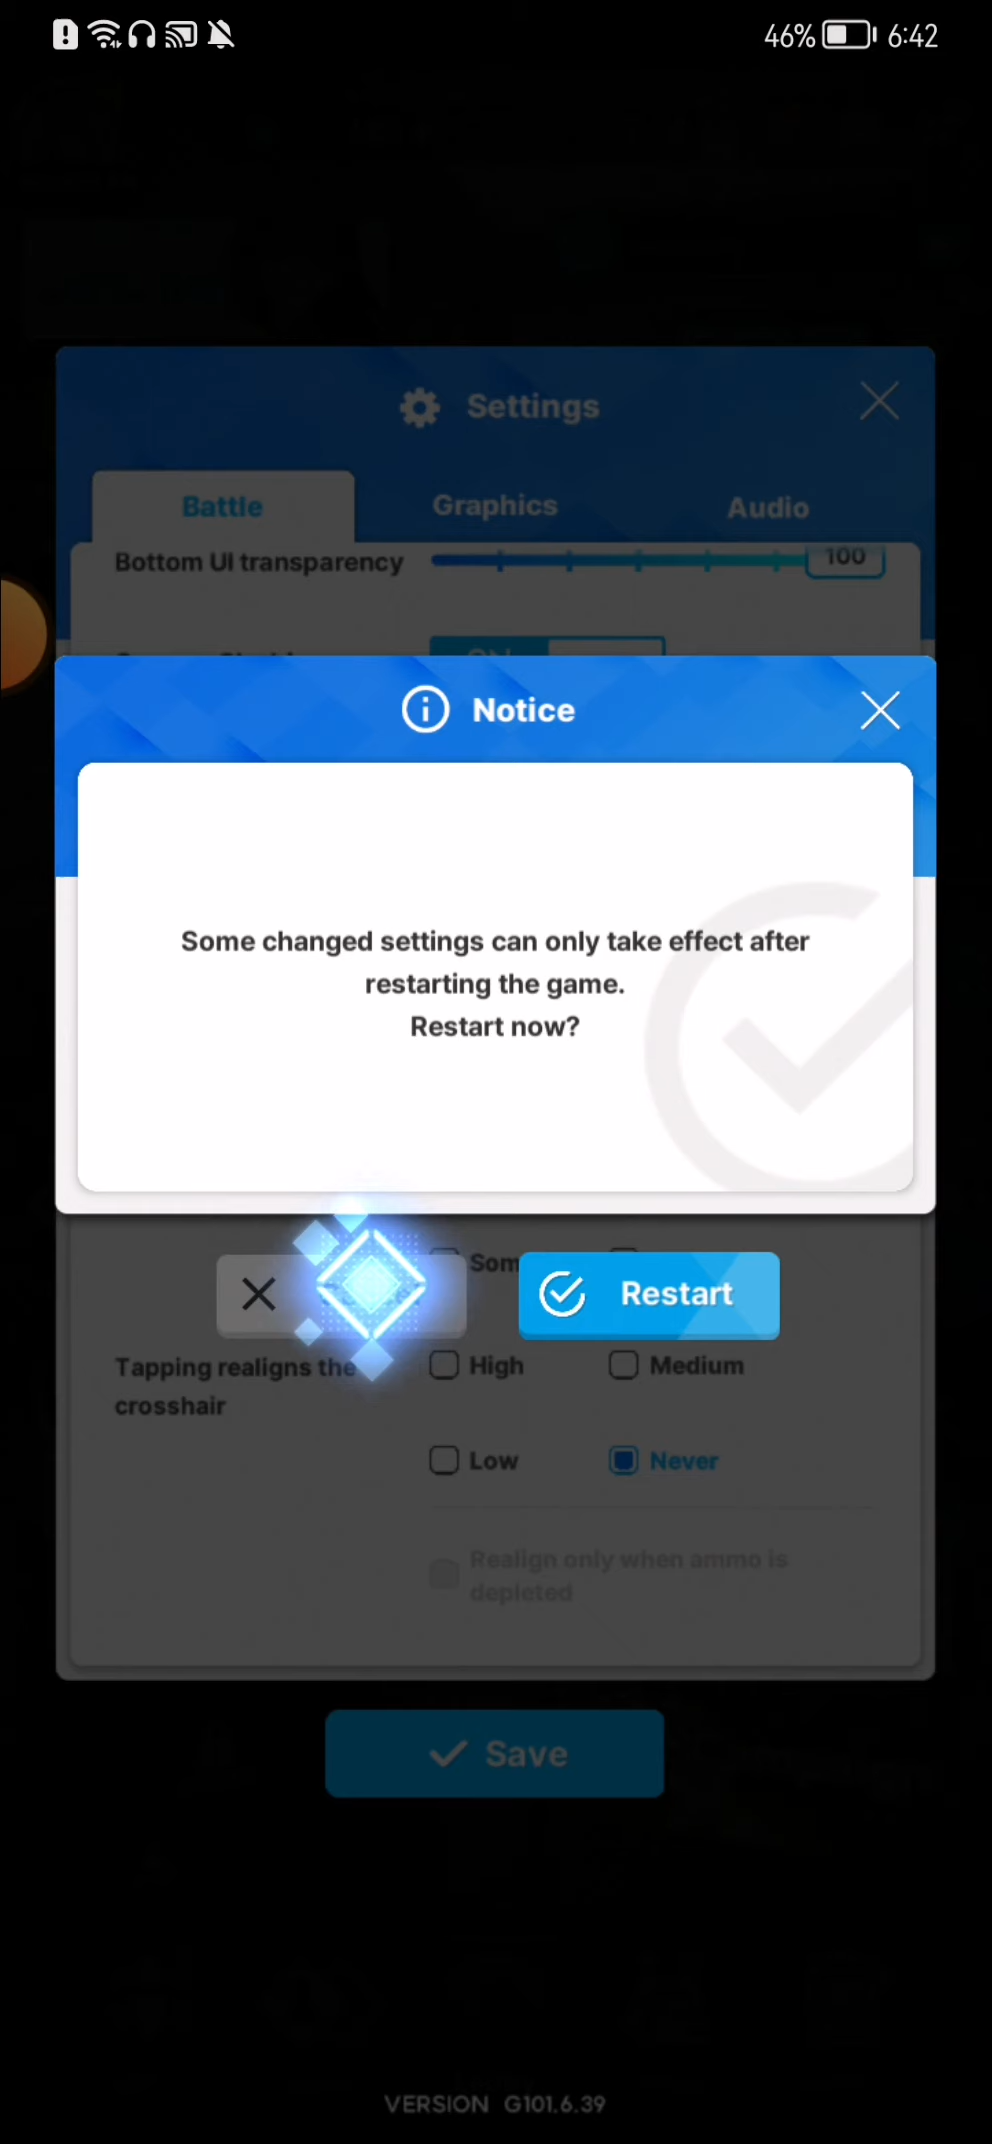 46% 6:42
Settings
Battle Graphics Audio
Bottom UI transparency 100
Notice
Some changed settings can only take effect after
restarting the game.
Restart now?
Restart
Tapping realigns the
crosshair
High Medium
Low Never
Realign only when ammo is
depleted
Save
VERSION G101.6.39